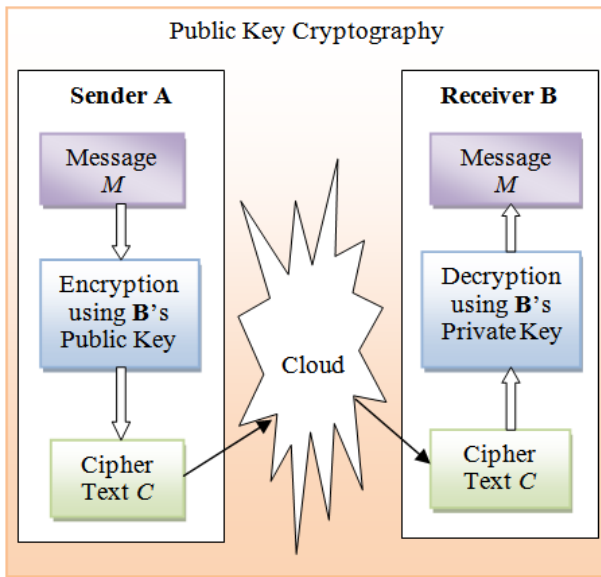 Public Key Cryptography
Sender A
Message
M
Encryption
using B's
Public Key
Cipher
Text C
Cloud
Receiver B
Message
M
Decryption
using B's
Private Key
Cipher
Text C